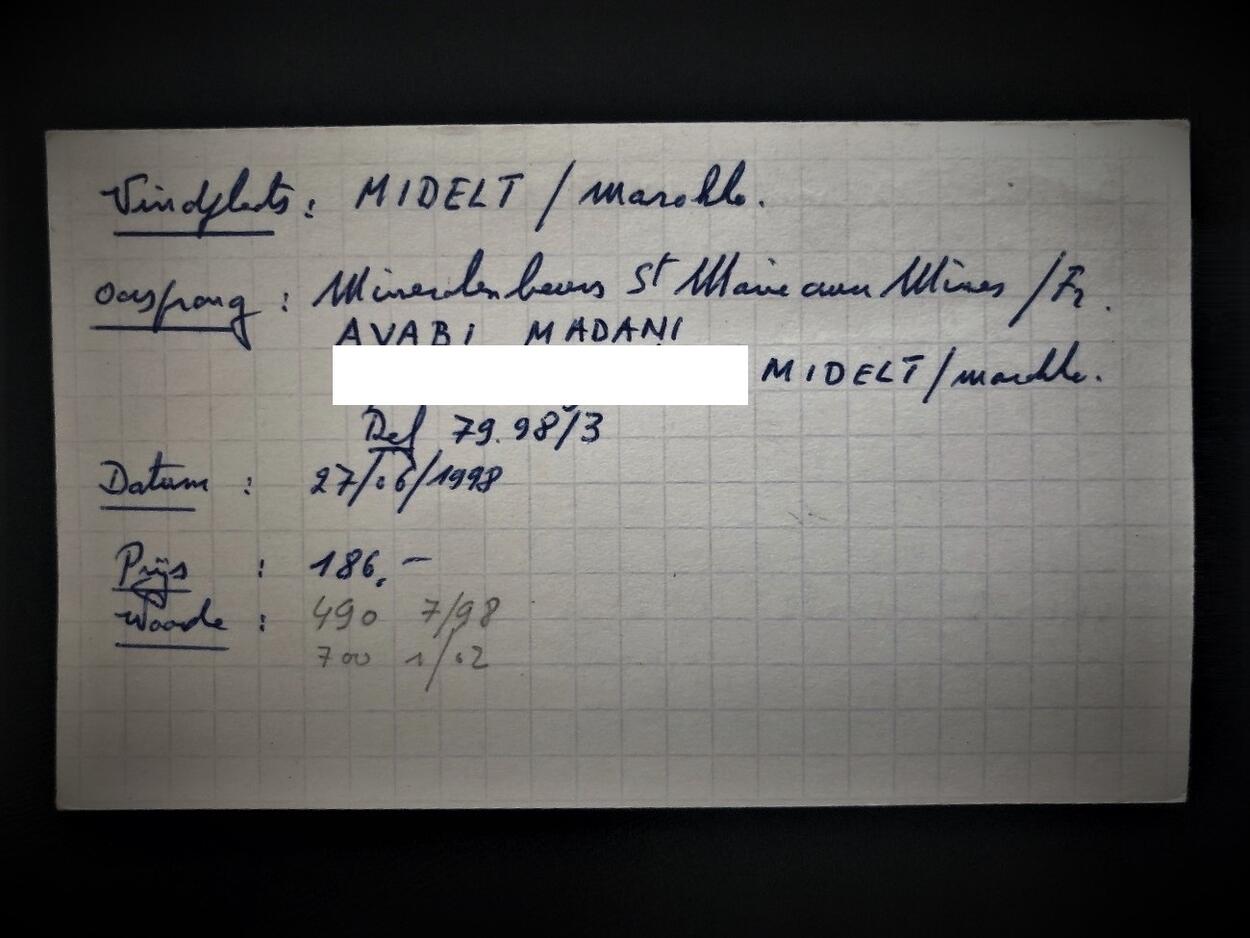 Vindplaats : MIDELT / Marokko.
Oorsprong : Mineralenbeurs St Marie aux Mines / Fr.
AVABI MADANI
MIDELT / Marokko.
79.98/3
Datum : 27/06/1998
Prijs : 186,-
Waarde : 490 7/98
700 1/02